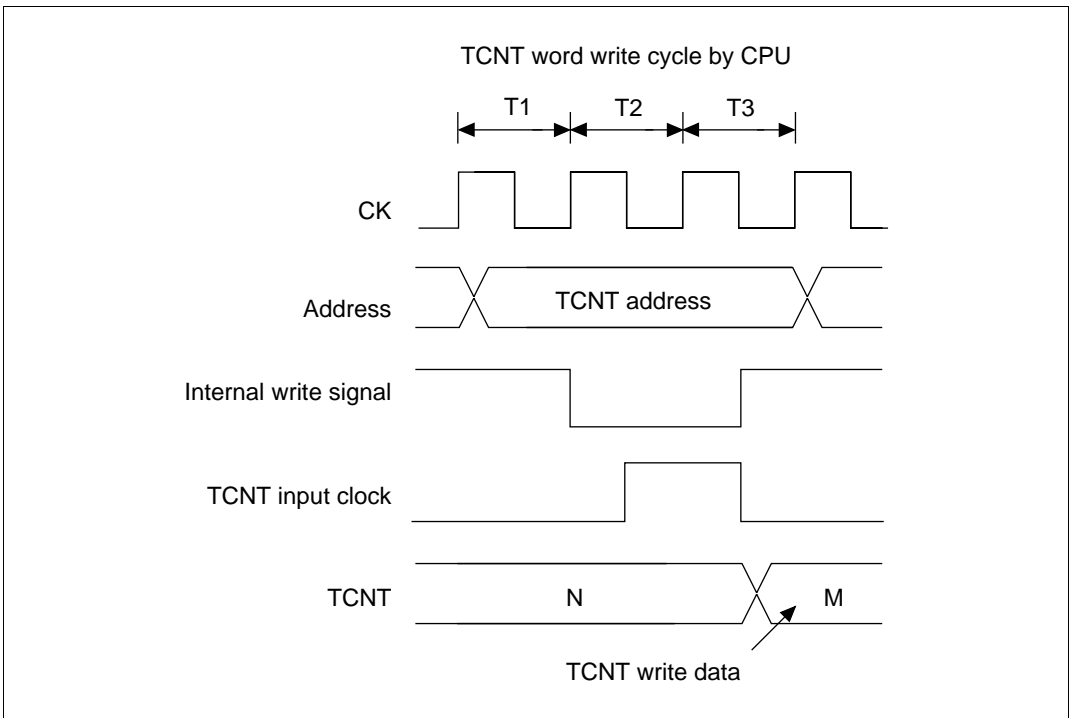 TCNT word write cycle by CPU
T1 T2 T3
CK
Address TCNT address
Internal write signal
TCNT input clock
TCNT N M
TCNT write data